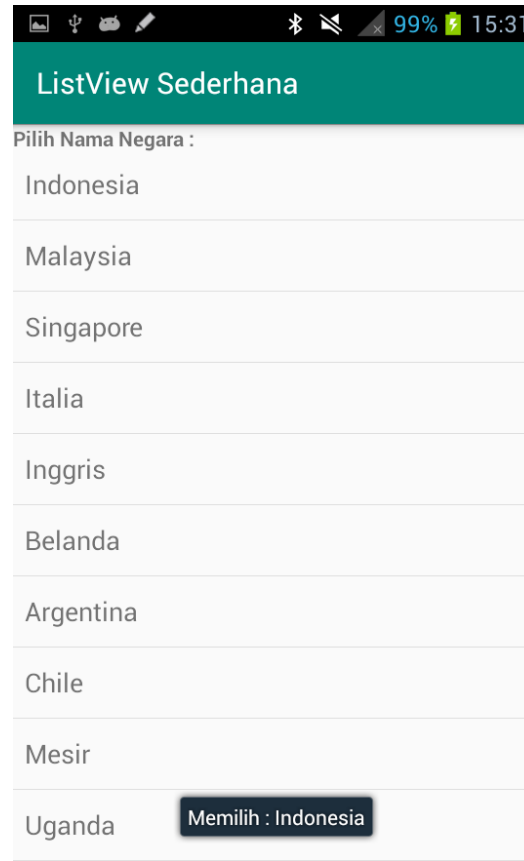 99% 15:31
ListView Sederhana
Pilih Nama Negara :
Indonesia
Malaysia
Singapore
Italia
Inggris
Belanda
Argentina
Chile
Mesir
Uganda
Memilih : Indonesia